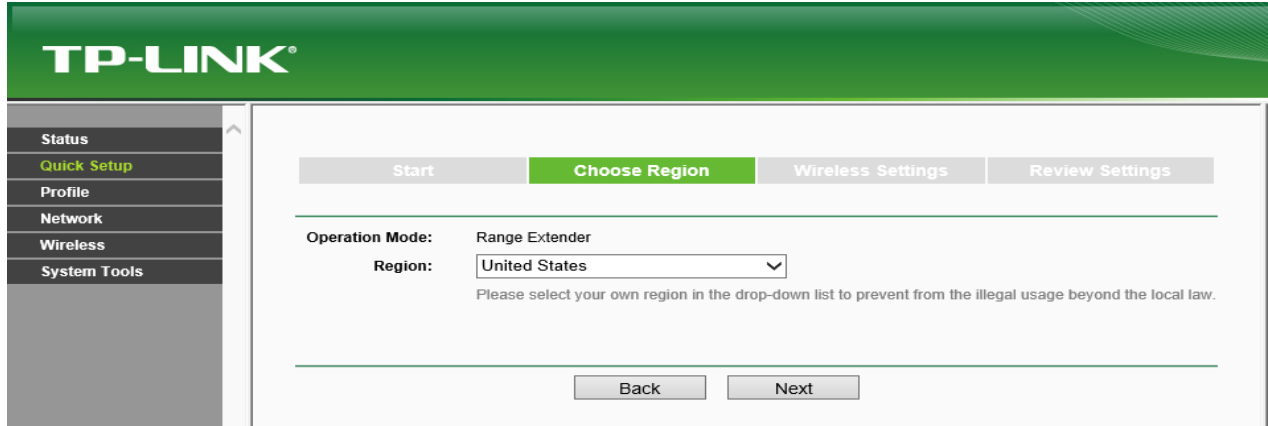 TP-LINK®
Status
Quick Setup
Profile
Network
Wireless
System Tools
Start Choose Region Wireless Settings Review Settings
Operation Mode: Range Extender
Region: United States
Please select your own region in the drop-down list to prevent from the illegal usage beyond the local law.
Back Next